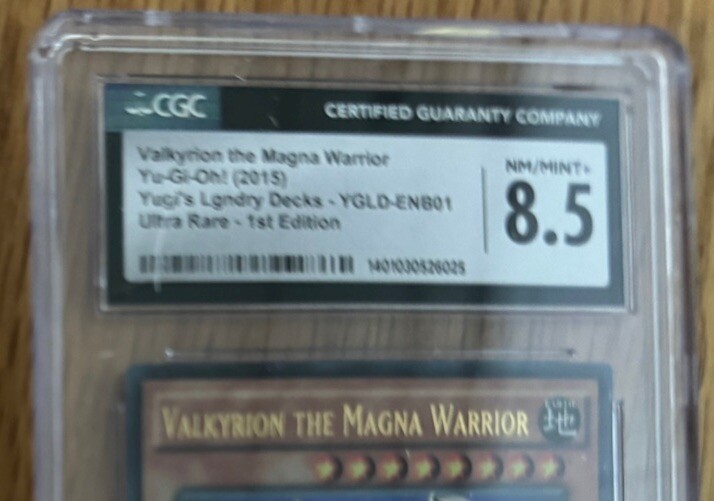 CGC
CERTIFIED GUARANTY COMPANY
Valkyrion the Magna Warrior
Yu-Gi-Oh! (2015)
Yugi's Lgndry Decks - YGLD-ENB01
Ultra Rare - 1st Edition
NM/MINT+
8.5
1401030526025
VALKYRION THE MAGNA WARRIOR
地